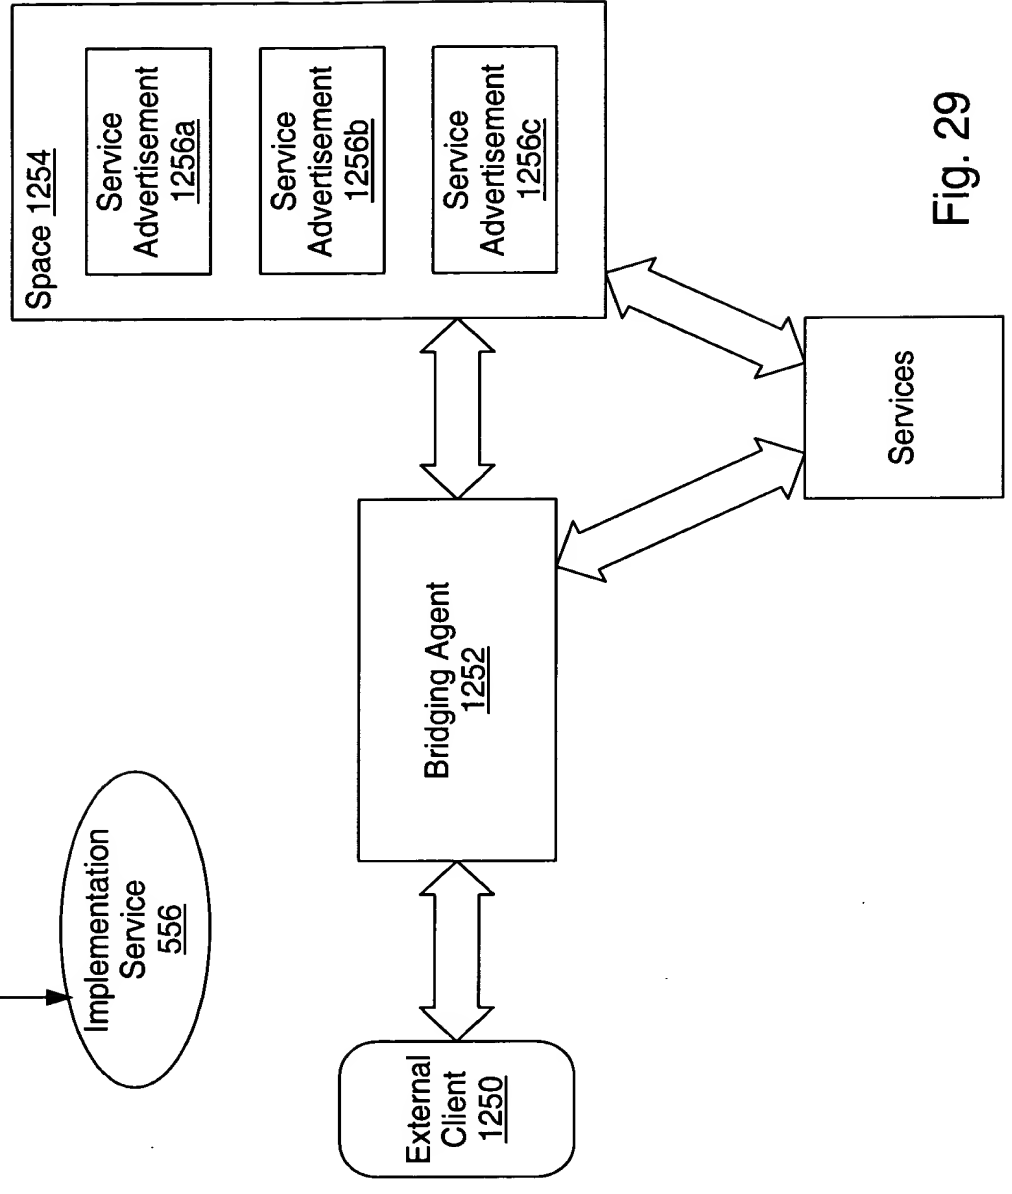 Implementation
Service
556
External
Client
1250
Bridging Agent
1252
Space 1254
Service
Advertisement
1256a
Service
Advertisement
1256b
Service
Advertisement
1256c
Services
Fig. 29